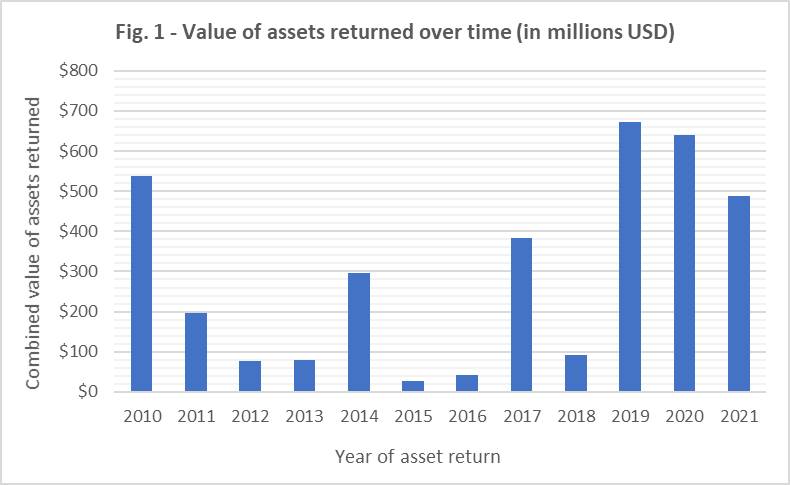 Fig. 1 - Value of assets returned over time (in millions USD)
Combined value of assets returned
$800
$700
$600
$500
$400
$300
$200
$100
$0
2010 2011 2012 2013 2014 2015 2016 2017 2018 2019 2020 2021
Year of asset return